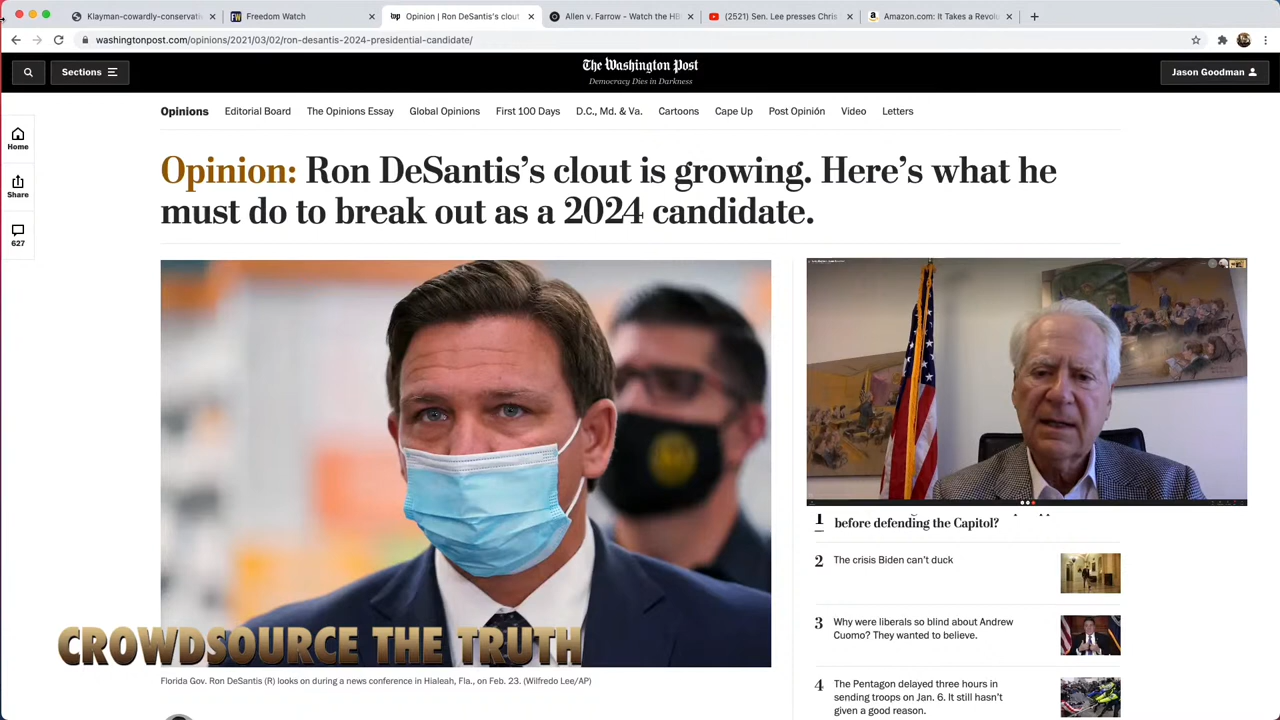 Klayman-cowardly-conservati
Freedom Watch
Opinion | Ron DeSantis's clout
Allen v. Farrow - Watch the HB
(2521) Sen. Lee presses Chris
Amazon.com: It Takes a Revolu
washingtonpost.com/opinions/2021/03/02/ron-desantis-2024-presidential-candidate/
Sections
The Washington Post
Democracy Dies in Darkness
Jason Goodman
Opinions Editorial Board The Opinions Essay Global Opinions First 100 Days D.C., Md. & Va. Cartoons Cape Up Post Opinión Video Letters
Home
Share
627
Opinion: Ron DeSantis's clout is growing. Here's what he
must do to break out as a 2024 candidate.
1
before defending the Capitol?
2 The crisis Biden can't duck
3 Why were liberals so blind about Andrew
Cuomo? They wanted to believe.
4 The Pentagon delayed three hours in
sending troops on Jan. 6. It still hasn't
given a good reason.
CROWDSOURCE THE TRUTH
Florida Gov. Ron DeSantis (R) looks on during a news conference in Hialeah, Fla., on Feb. 23. (Wilfredo Lee/AP)